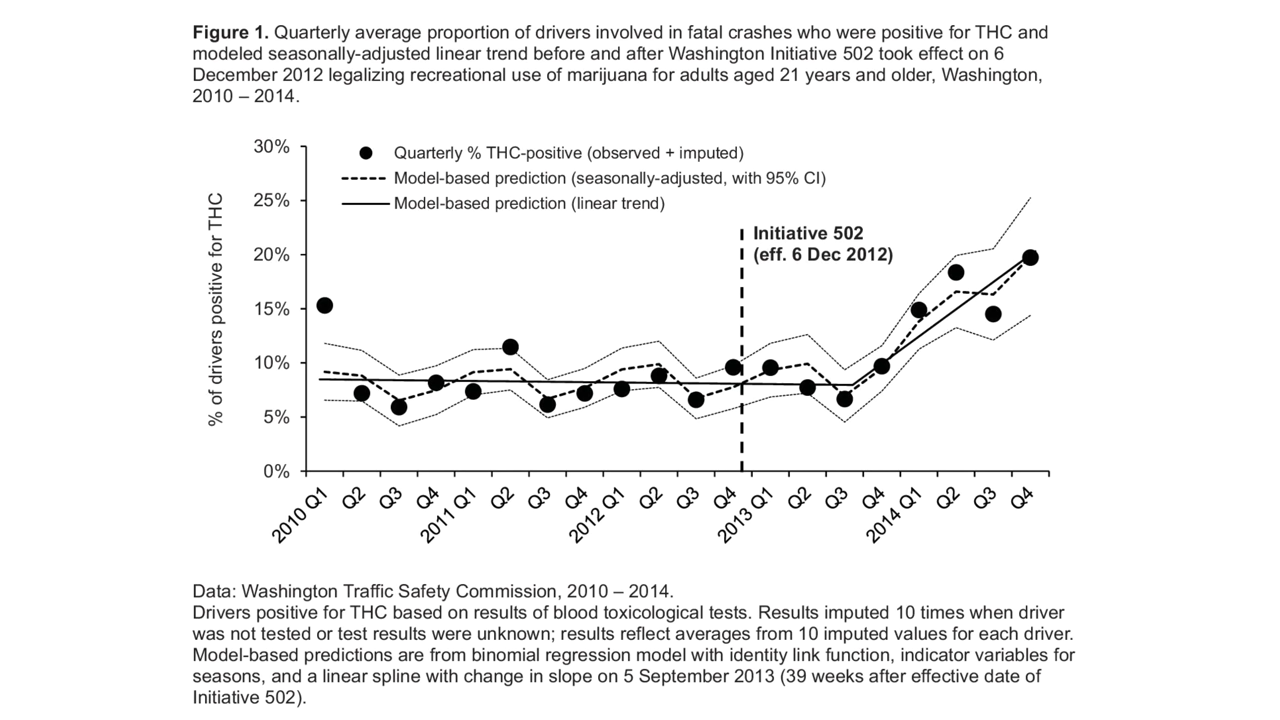 Figure 1. Quarterly average proportion of drivers involved in fatal crashes who were positive for THC and
modeled seasonally-adjusted linear trend before and after Washington Initiative 502 took effect on 6
December 2012 legalizing recreational use of marijuana for adults aged 21 years and older, Washington,
2010 – 2014.
% of drivers positive for THC
30%
25%
20%
15%
10%
5%
0%
Quarterly % THC-positive (observed + imputed)
Model-based prediction (seasonally-adjusted, with 95% CI)
Model-based prediction (linear trend)
Initiative 502
(eff. 6 Dec 2012)
2010 Q1
Q2
Q3
Q4
2011 Q1
Q2
Q3
Q4
2012 Q1
Q2
Q3
Q4
2013 Q1
Q2
Q3
Q4
2014 Q1
Q2
Q3
Q4
Data: Washington Traffic Safety Commission, 2010 – 2014.
Drivers positive for THC based on results of blood toxicological tests. Results imputed 10 times when driver
was not tested or test results were unknown; results reflect averages from 10 imputed values for each driver.
Model-based predictions are from binomial regression model with identity link function, indicator variables for
seasons, and a linear spline with change in slope on 5 September 2013 (39 weeks after effective date of
Initiative 502).